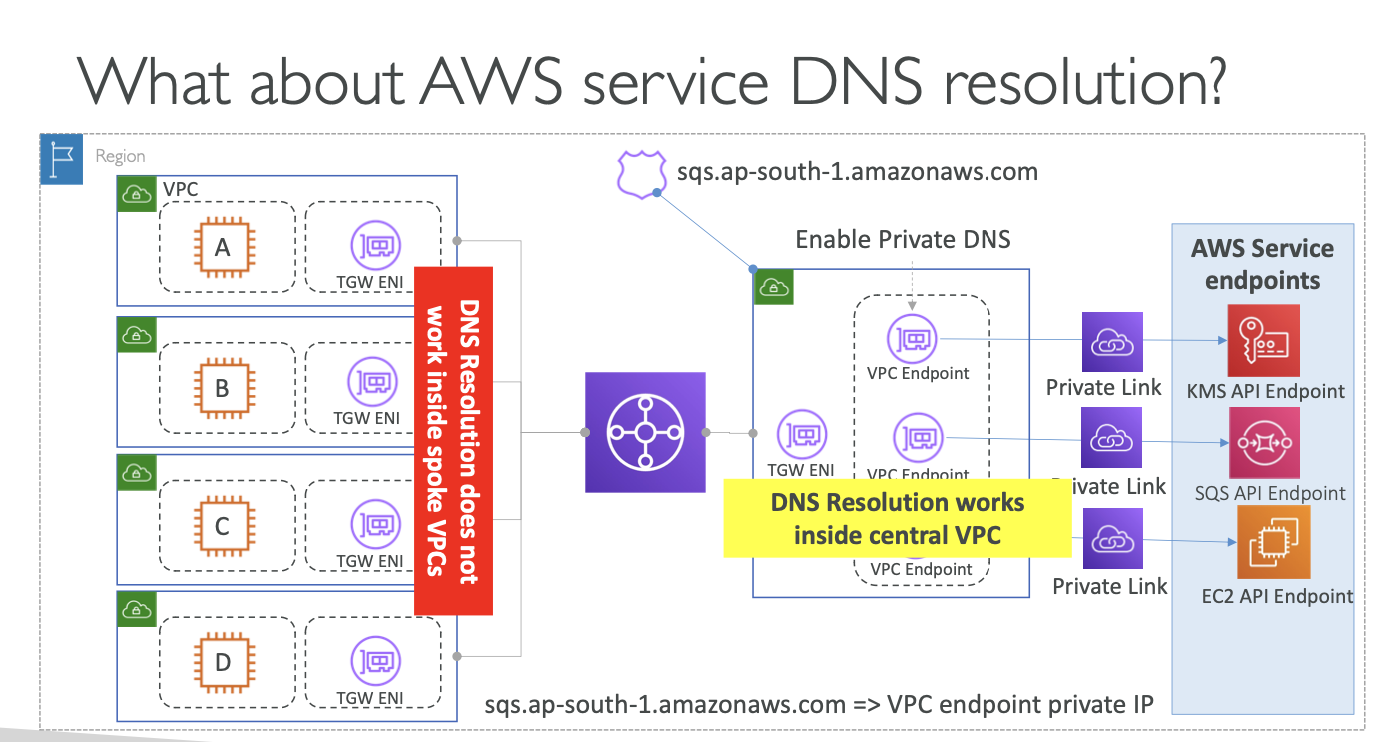 What about AWS service DNS resolution?
Region
sqs.ap-south-1.amazonaws.com
VPC
A
TGW ENI
B
TGW ENI
C
TGW ENI
D
TGW ENI
DNS Resolution does not
work inside spoke VPCs
Enable Private DNS
VPC Endpoint
TGW ENI
VPC Endpoint
DNS Resolution works
inside central VPC
VPC Endpoint
Private Link
Private Link
Private Link
AWS Service
endpoints
KMS API Endpoint
SQS API Endpoint
EC2 API Endpoint
sqs.ap-south-1.amazonaws.com => VPC endpoint private IP